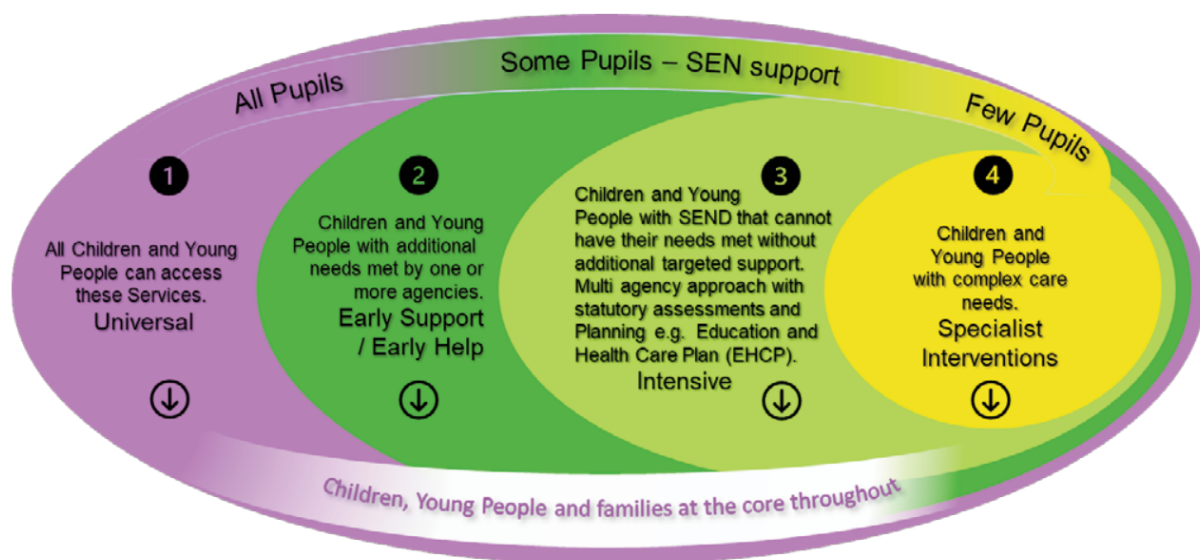 All Pupils
Some Pupils – SEN support
Few Pupils
1
All Children and Young
People can access
these Services.
Universal
2
Children and Young
People with additional
needs met by one or
more agencies.
Early Support
/ Early Help
3
Children and Young
People with SEND that cannot
have their needs met without
additional targeted support.
Multi agency approach with
statutory assessments and
Planning e.g. Education and
Health Care Plan (EHCP).
Intensive
4
Children and
Young People
with complex care
needs.
Specialist
Interventions
Children, Young People and families at the core throughout